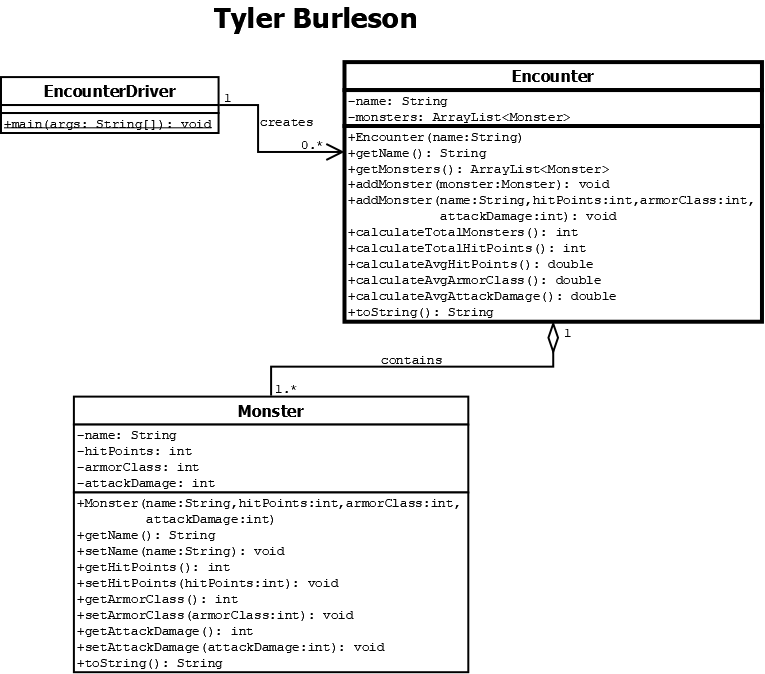 Tyler Burleson
EncounterDriver
+main(args: String[]): void
1
creates
0.*
Encounter
-name: String
-monsters: ArrayList<Monster>
+Encounter(name:String)
+getName(): String
+getMonsters(): ArrayList<Monster>
+addMonster(monster:Monster): void
+addMonster(name:String,hitPoints:int,armorClass:int,
attackDamage:int): void
+calculateTotalMonsters(): int
+calculateTotalHitPoints(): int
+calculateAvgHitPoints(): double
+calculateAvgArmorClass(): double
+calculateAvgAttackDamage(): double
+toString(): String
1
contains
1.*
Monster
-name: String
-hitPoints: int
-armorClass: int
-attackDamage: int
+Monster(name:String,hitPoints:int,armorClass:int,
attackDamage:int)
+getName(): String
+setName(name:String): void
+getHitPoints(): int
+setHitPoints(hitPoints:int): void
+getArmorClass(): int
+setArmorClass(armorClass:int): void
+getAttackDamage(): int
+setAttackDamage(attackDamage:int): void
+toString(): String